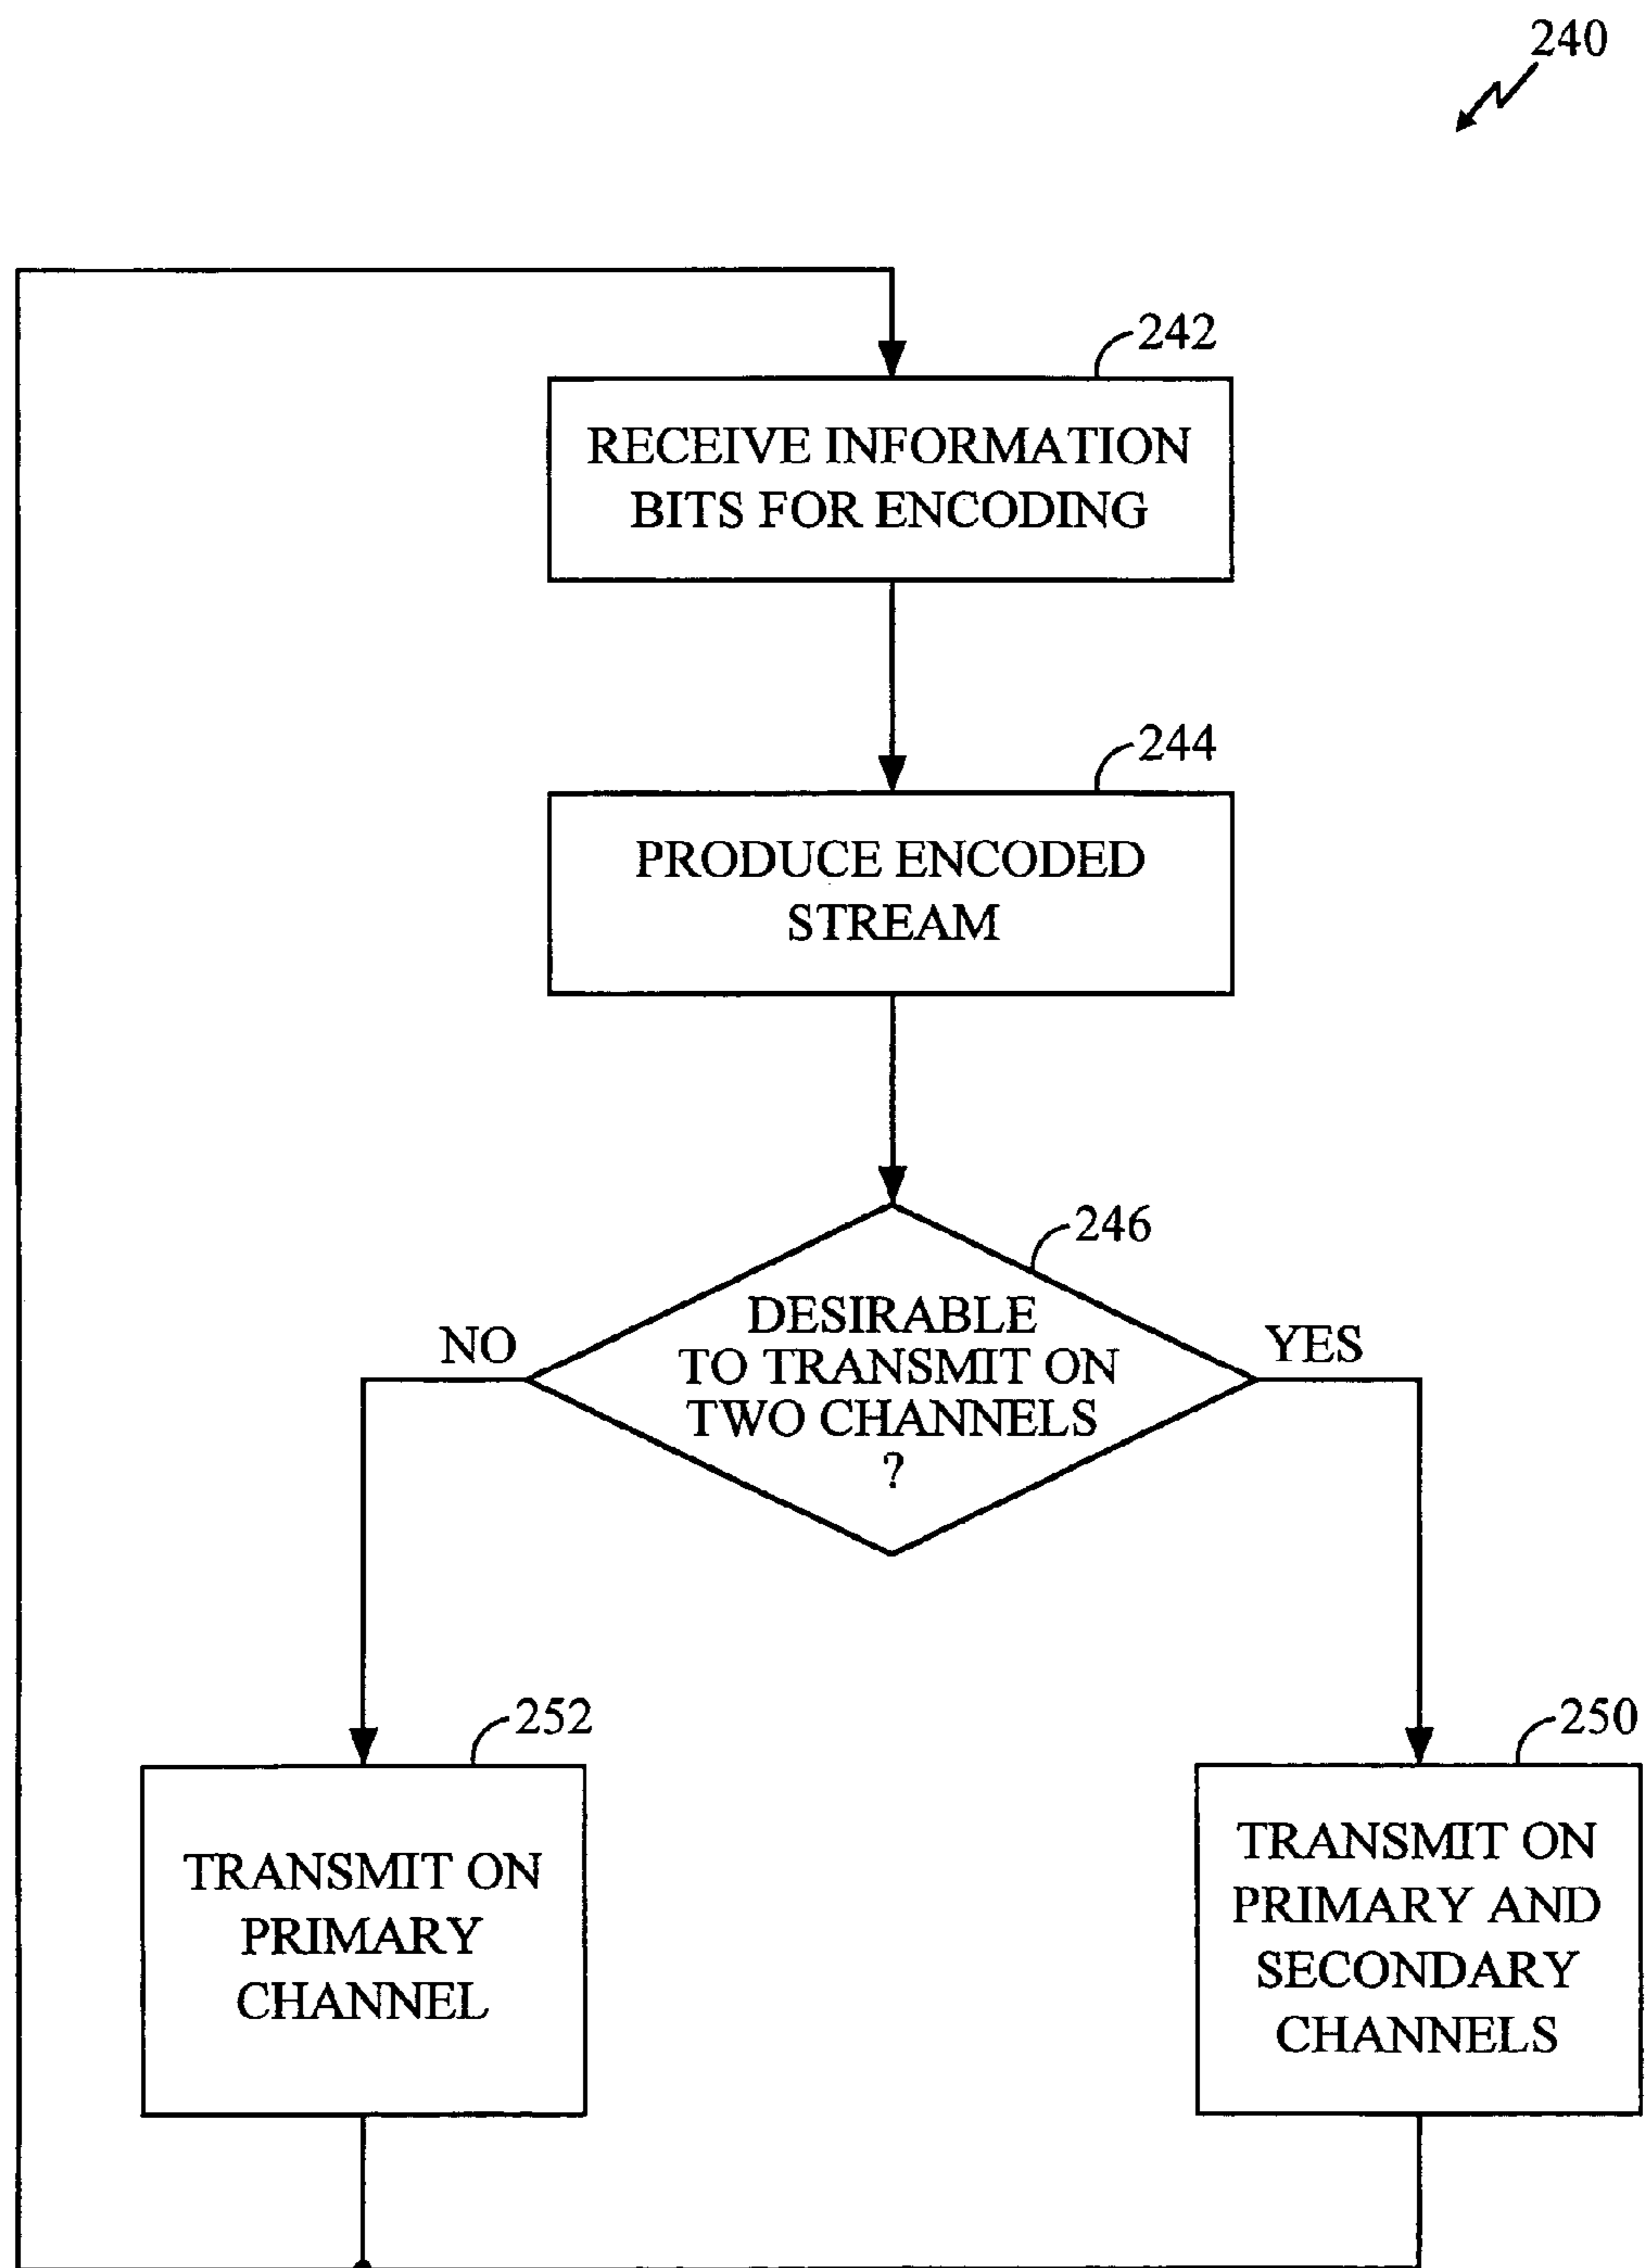 240
242
RECEIVE INFORMATION
BITS FOR ENCODING
244
PRODUCE ENCODED
STREAM
246
DESIRABLE
TO TRANSMIT ON
TWO CHANNELS
?
NO
YES
252
TRANSMIT ON
PRIMARY
CHANNEL
250
TRANSMIT ON
PRIMARY AND
SECONDARY
CHANNELS